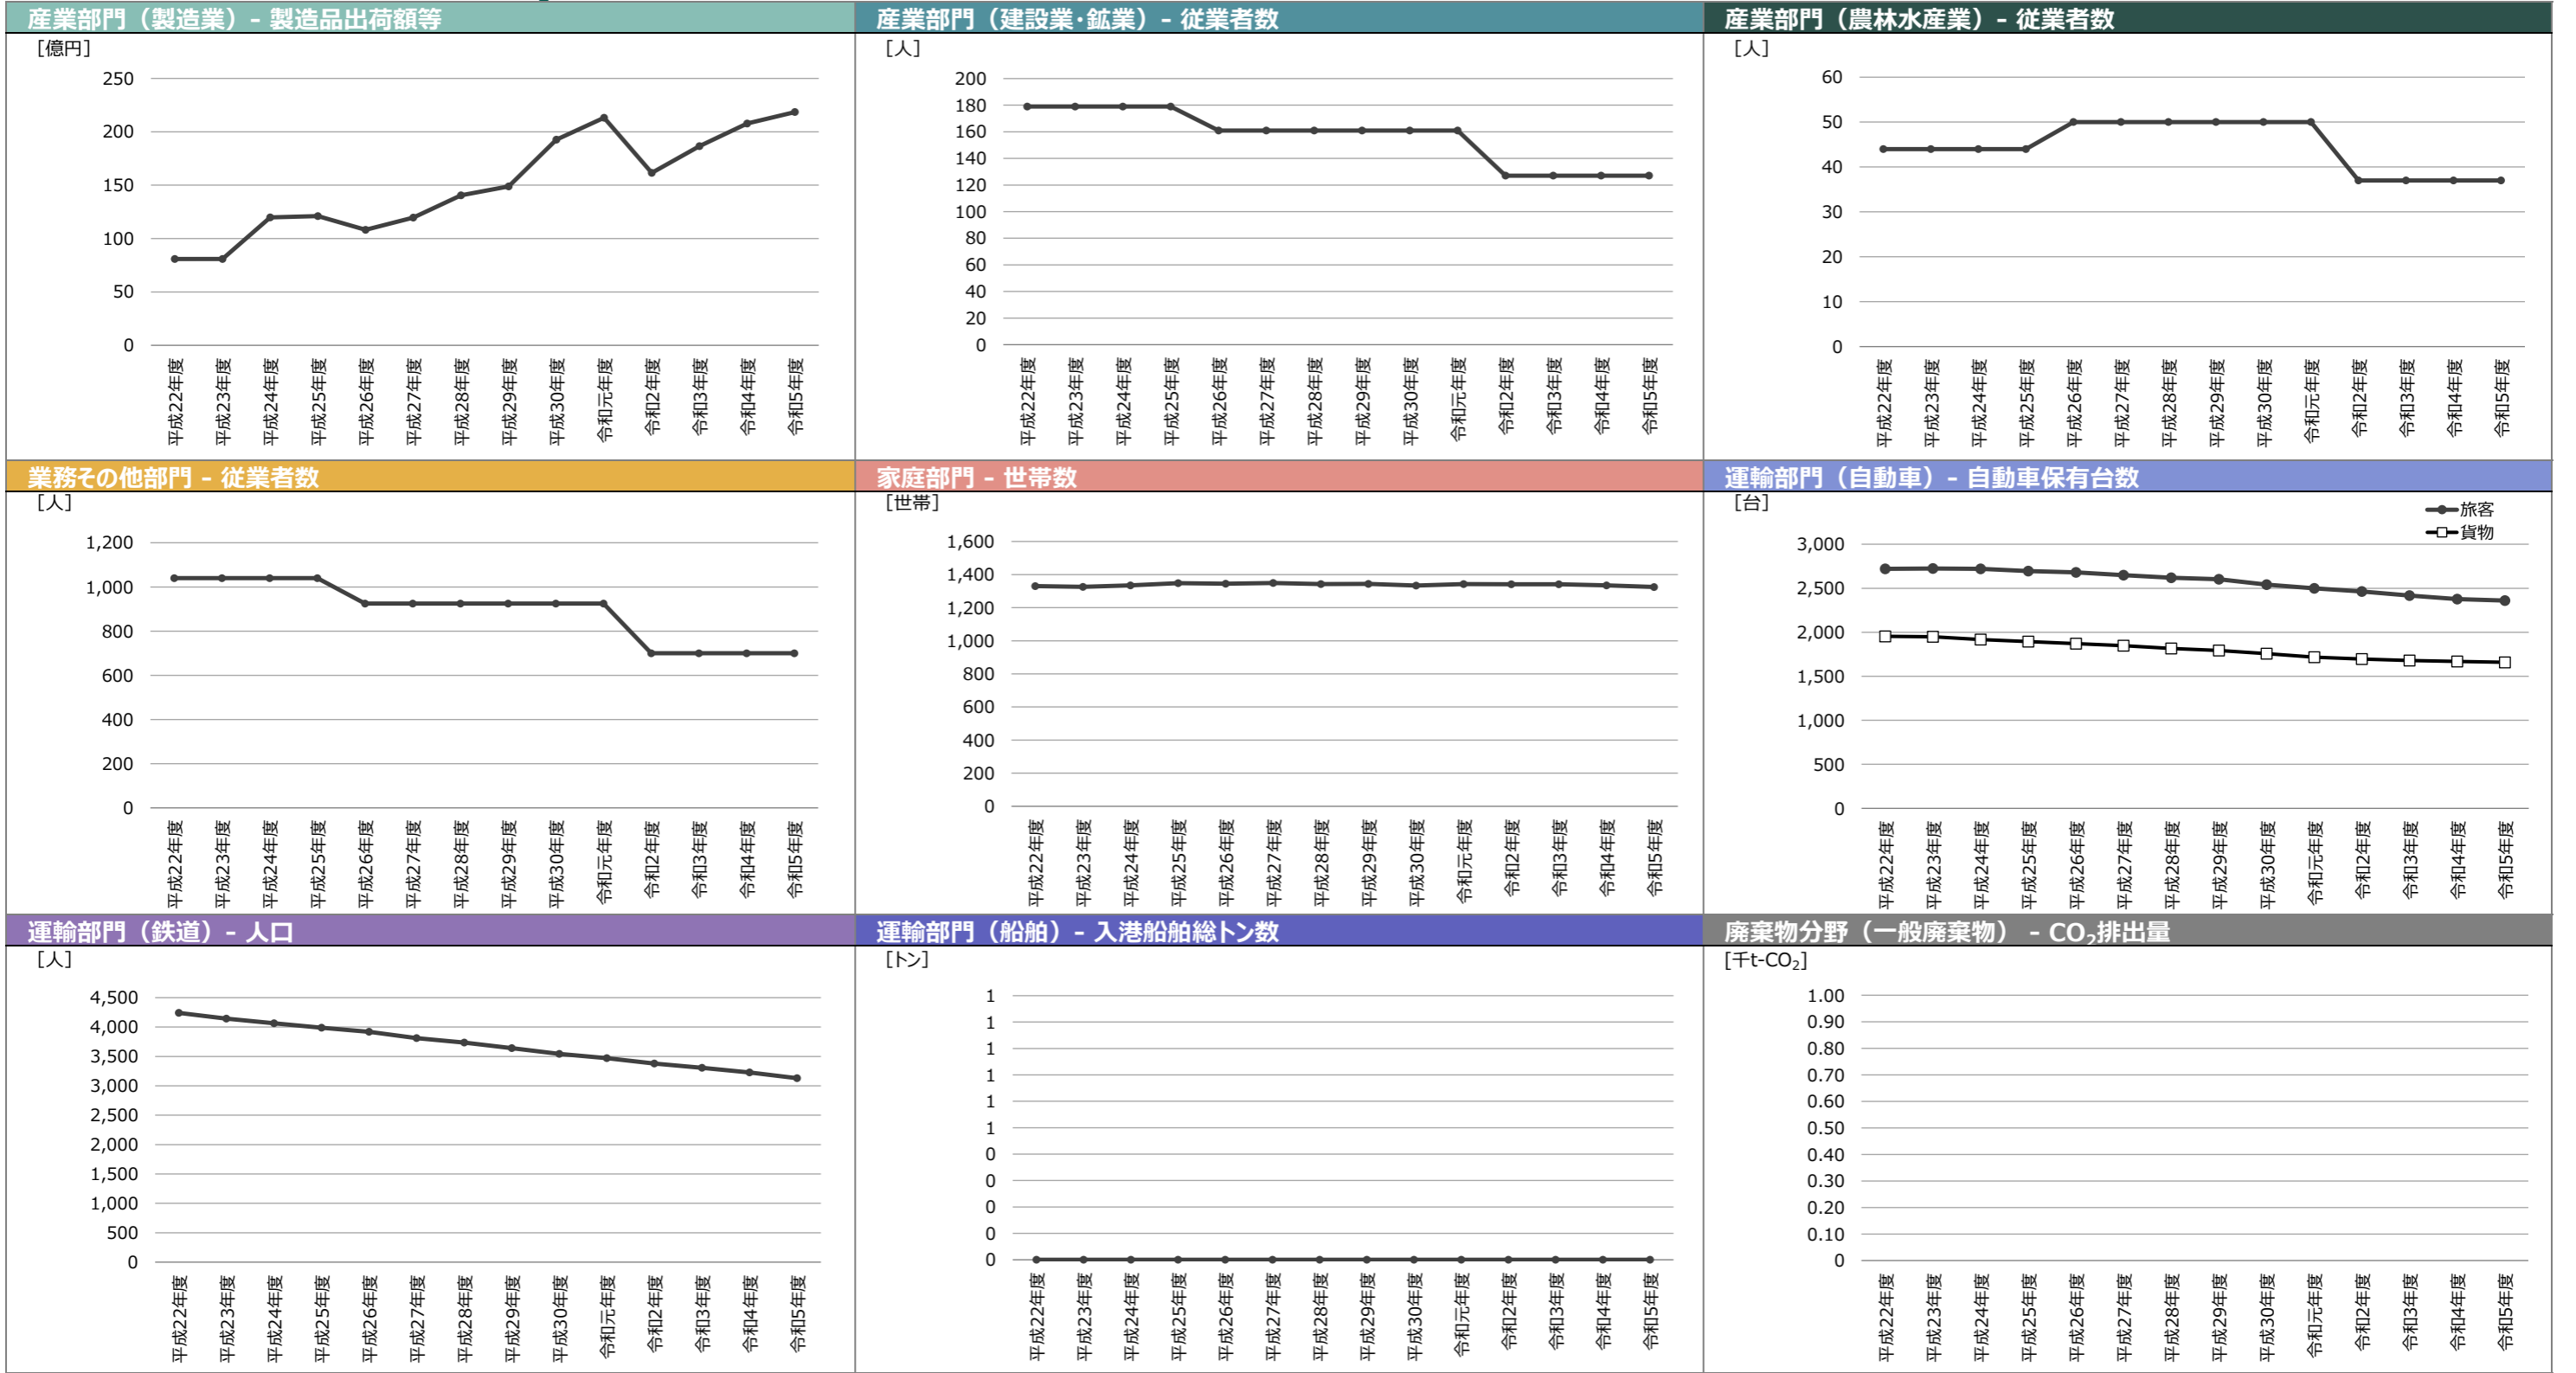 産業部門（製造業）- 製造品出荷額等
[億円]
250
200
150
100
50
0
平成22年度
平成23年度
平成24年度
平成25年度
平成26年度
平成27年度
平成28年度
平成29年度
平成30年度
令和元年度
令和2年度
令和3年度
令和4年度
令和5年度
産業部門（建設業・鉱業）- 従業者数
[人]
200
180
160
140
120
100
80
60
40
20
0
平成22年度
平成23年度
平成24年度
平成25年度
平成26年度
平成27年度
平成28年度
平成29年度
平成30年度
令和元年度
令和2年度
令和3年度
令和4年度
令和5年度
産業部門（農林水産業）- 従業者数
[人]
60
50
40
30
20
10
0
平成22年度
平成23年度
平成24年度
平成25年度
平成26年度
平成27年度
平成28年度
平成29年度
平成30年度
令和元年度
令和2年度
令和3年度
令和4年度
令和5年度
業務その他部門 - 従業者数
[人]
1,200
1,000
800
600
400
200
0
平成22年度
平成23年度
平成24年度
平成25年度
平成26年度
平成27年度
平成28年度
平成29年度
平成30年度
令和元年度
令和2年度
令和3年度
令和4年度
令和5年度
家庭部門 - 世帯数
[世帯]
1,600
1,400
1,200
1,000
800
600
400
200
0
平成22年度
平成23年度
平成24年度
平成25年度
平成26年度
平成27年度
平成28年度
平成29年度
平成30年度
令和元年度
令和2年度
令和3年度
令和4年度
令和5年度
運輸部門（自動車）- 自動車保有台数
[台]
旅客
貨物
3,000
2,500
2,000
1,500
1,000
500
0
平成22年度
平成23年度
平成24年度
平成25年度
平成26年度
平成27年度
平成28年度
平成29年度
平成30年度
令和元年度
令和2年度
令和3年度
令和4年度
令和5年度
運輸部門（鉄道）- 人口
[人]
4,500
4,000
3,500
3,000
2,500
2,000
1,500
1,000
500
0
平成22年度
平成23年度
平成24年度
平成25年度
平成26年度
平成27年度
平成28年度
平成29年度
平成30年度
令和元年度
令和2年度
令和3年度
令和4年度
令和5年度
運輸部門（船舶）- 入港船舶総トン数
[トン]
1
1
1
1
1
1
0
0
0
0
0
平成22年度
平成23年度
平成24年度
平成25年度
平成26年度
平成27年度
平成28年度
平成29年度
平成30年度
令和元年度
令和2年度
令和3年度
令和4年度
令和5年度
廃棄物分野（一般廃棄物） - CO₂排出量
[千t-CO₂]
1.00
0.90
0.80
0.70
0.60
0.50
0.40
0.30
0.20
0.10
0
平成22年度
平成23年度
平成24年度
平成25年度
平成26年度
平成27年度
平成28年度
平成29年度
平成30年度
令和元年度
令和2年度
令和3年度
令和4年度
令和5年度